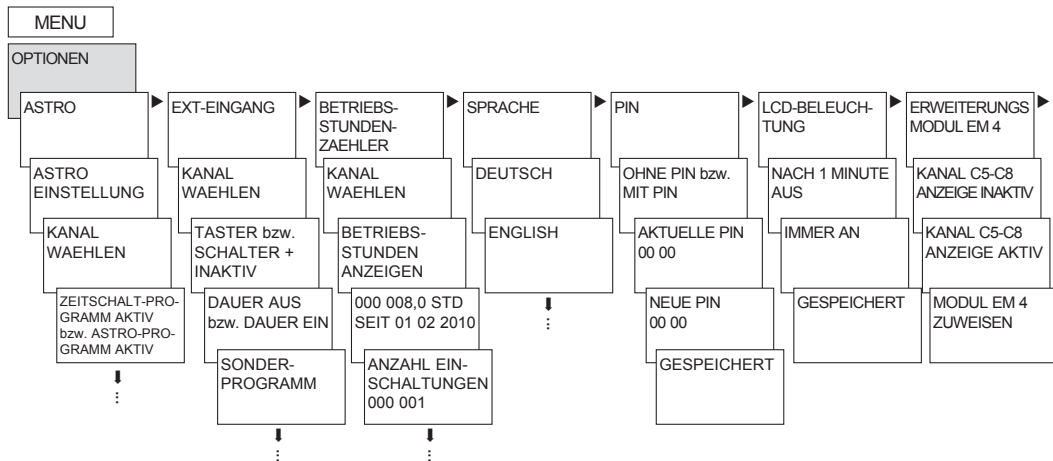 MENU
OPTIONEN
ASTRO
ASTRO
EINSTELLUNG
KANAL
WAEHLEN
ZEITSCHALT-PRO-
GRAMM AKTIV
bzw. ASTRO-PRO-
GRAMM AKTIV
EXT-EINGANG
KANAL
WAEHLEN
TASTER bzw.
SCHALTER +
INAKTIV
DAUER AUS
bzw. DAUER EIN
SONDER-
PROGRAMM
BETRIEBS-
STUNDEN-
ZAEHLER
KANAL
WAEHLEN
BETRIEBS-
STUNDEN
ANZEIGEN
000 008,0 STD
SEIT 01 02 2010
ANZAHL EIN-
SCHALTUNGEN
000 001
SPRACHE
DEUTSCH
ENGLISH
PIN
OHNE PIN bzw.
MIT PIN
AKTUELLE PIN
00 00
NEUE PIN
00 00
GESPEICHERT
LCD-BELEUCH-
TUNG
NACH 1 MINUTE
AUS
IMMER AN
GESPEICHERT
ERWEITERUNGS
MODUL EM 4
KANAL C5-C8
ANZEIGE INAKTIV
KANAL C5-C8
ANZEIGE AKTIV
MODUL EM 4
ZUWEISEN